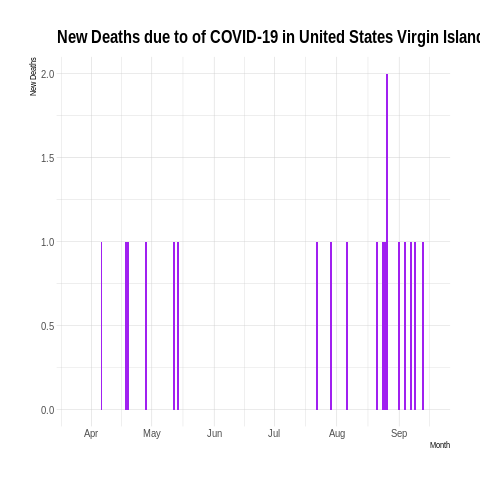 New Deaths due to of COVID-19 in United States Virgin Island
New Deaths
2.0
1.5
1.0
0.5
0.0
Apr May Jun Jul Aug Sep
Month